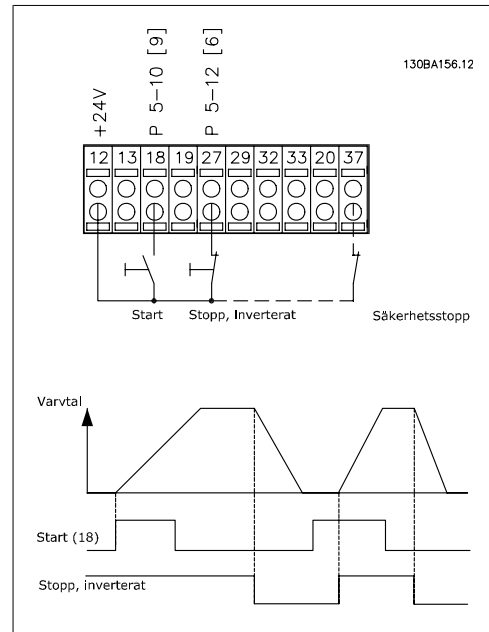 130BA156.12
+24V
P 5-10 [9]
P 5-12 [6]
12 13 18 19 27 29 32 33 20 37
Start Stopp, Inverterat Säkerhetsstopp
Varvtal
Start (18)
Stopp, inverterat